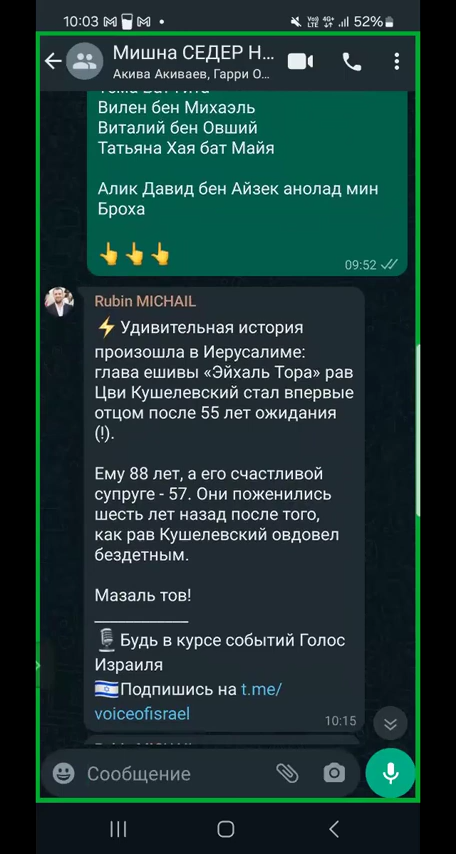 10:03
52%
Мишна СЕДЕР Н...
Акива Акиваев, Гарри О...
Вилен бен Михаэль
Виталий бен Овший
Татьяна Хая бат Майя
Алик Давид бен Айзек анолад мин
Броха
09:52
Rubin MICHAIL
⚡ Удивительная история
произошла в Иерусалиме:
глава ешивы «Эйхаль Тора» рав
Цви Кушелевский стал впервые
отцом после 55 лет ожидания
(!).
Ему 88 лет, а его счастливой
супруге - 57. Они поженились
шесть лет назад после того,
как рав Кушелевский овдовел
бездетным.
Мазаль тов!
🎙Будь в курсе событий Голос
Израиля
🇮🇱Подпишись на t.me/
voiceofisrael
10:15
Сообщение